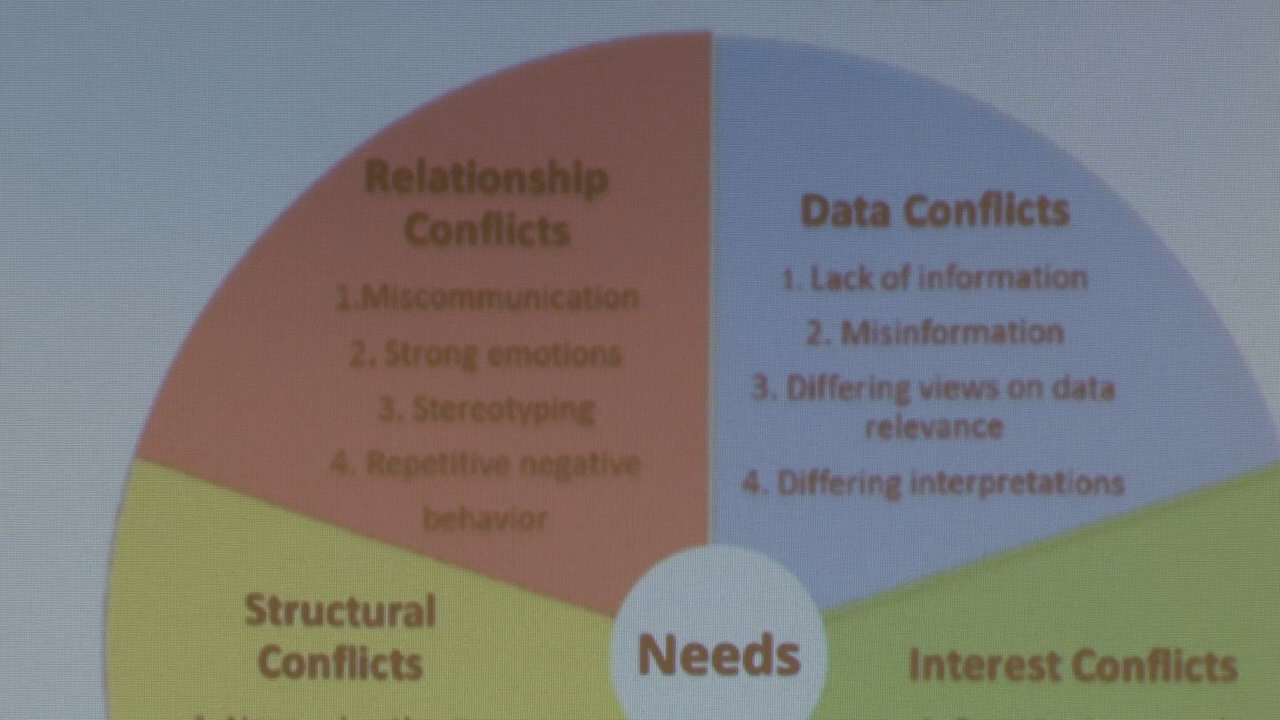 Relationship
Conflicts
1.Miscommunication
2. Strong emotions
3. Stereotyping
4. Repetitive negative
behavior
Data Conflicts
1. Lack of information
2. Misinformation
3. Differing views on data
relevance
4. Differing interpretations
Structural
Conflicts
Needs
Interest Conflicts